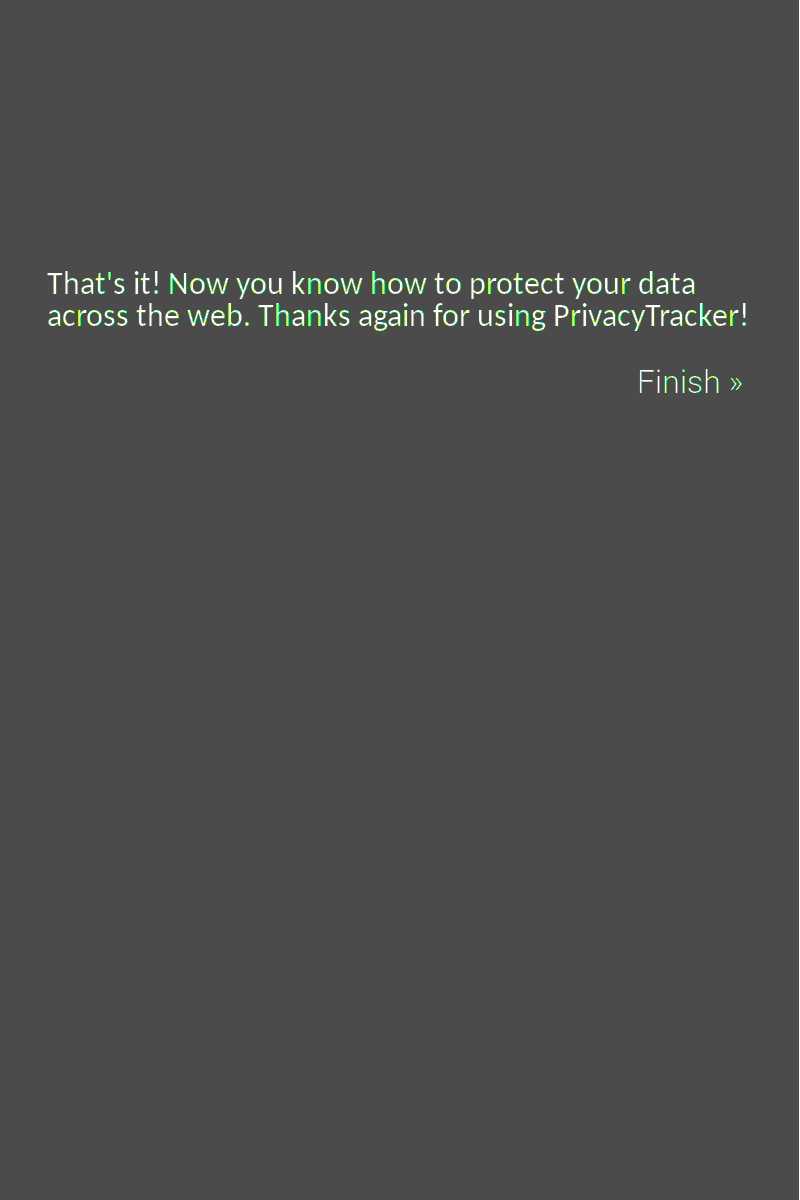 That's it! Now you know how to protect your data
across the web. Thanks again for using PrivacyTracker!
Finish »